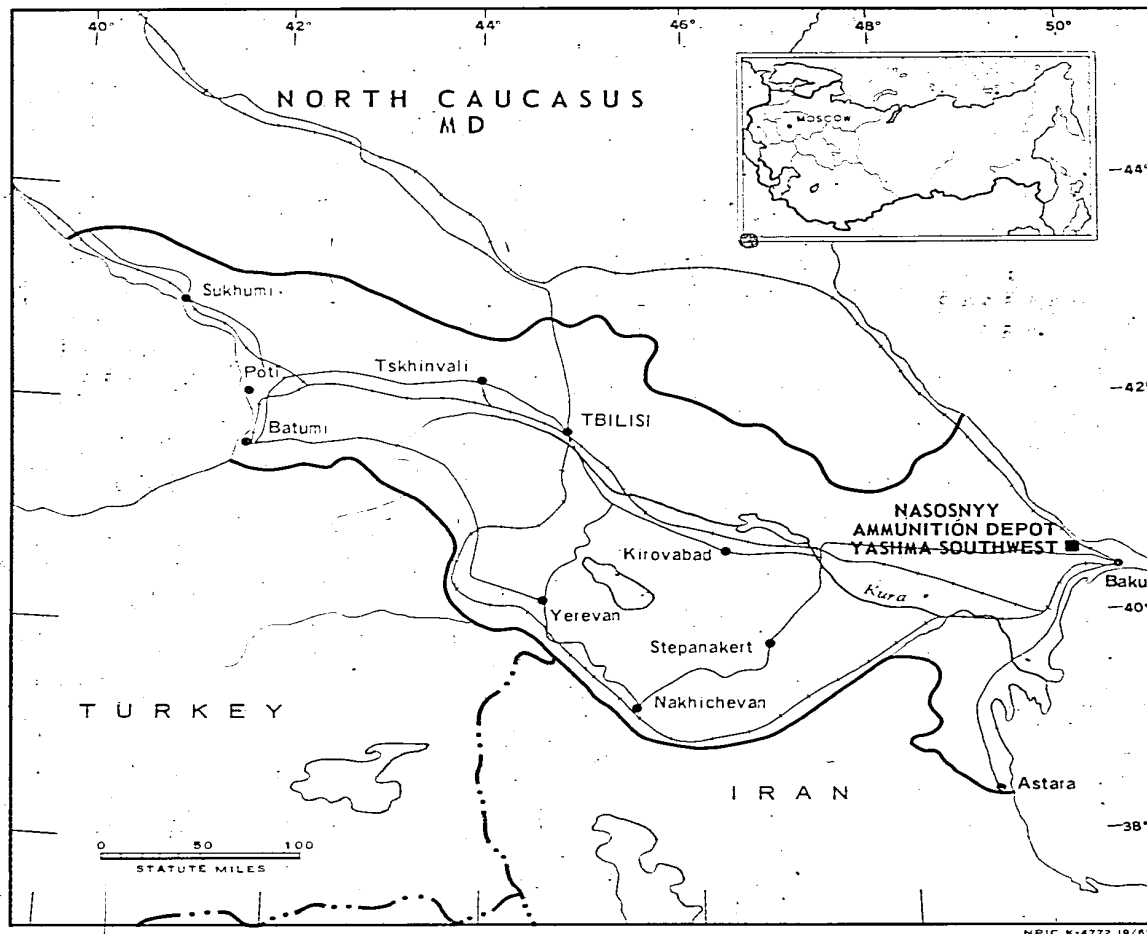 40° 42° 44° 46° 48° 50°
NORTH CAUCASUS
MD
MOSCOW
—44°
Sukhumi
Tskhinvali
Poti
—42°
Batumi
TBILISI
NASOSNYY
AMMUNITION DEPOT
YASHMA SOUTHWEST
Kirovabad
Baku
Kura
—40°
Yerevan
Stepanakert
Nakhichevan
TURKEY
IRAN
Astara
—38°
0 50 100
STATUTE MILES